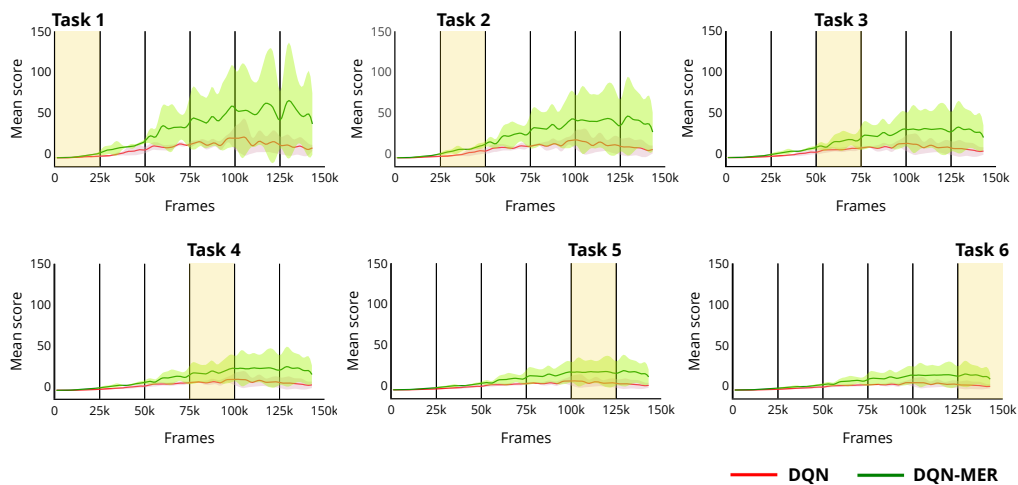 Task 1 Task 2 Task 3
150 150 150
100 100 100
50 50 50
0 0 0
Mean score Mean score Mean score
0 25k 50k 75k 100k 125k 150k 0 25k 50k 75k 100k 125k 150k 0 25k 50k 75k 100k 125k 150k
Frames Frames Frames
Task 4 Task 5 Task 6
150 150 150
100 100 100
50 50 50
0 0 0
Mean score Mean score Mean score
0 25k 50k 75k 100k 125k 150k 0 25k 50k 75k 100k 125k 150k 0 25k 50k 75k 100k 125k 150k
Frames Frames Frames
DQN DQN-MER